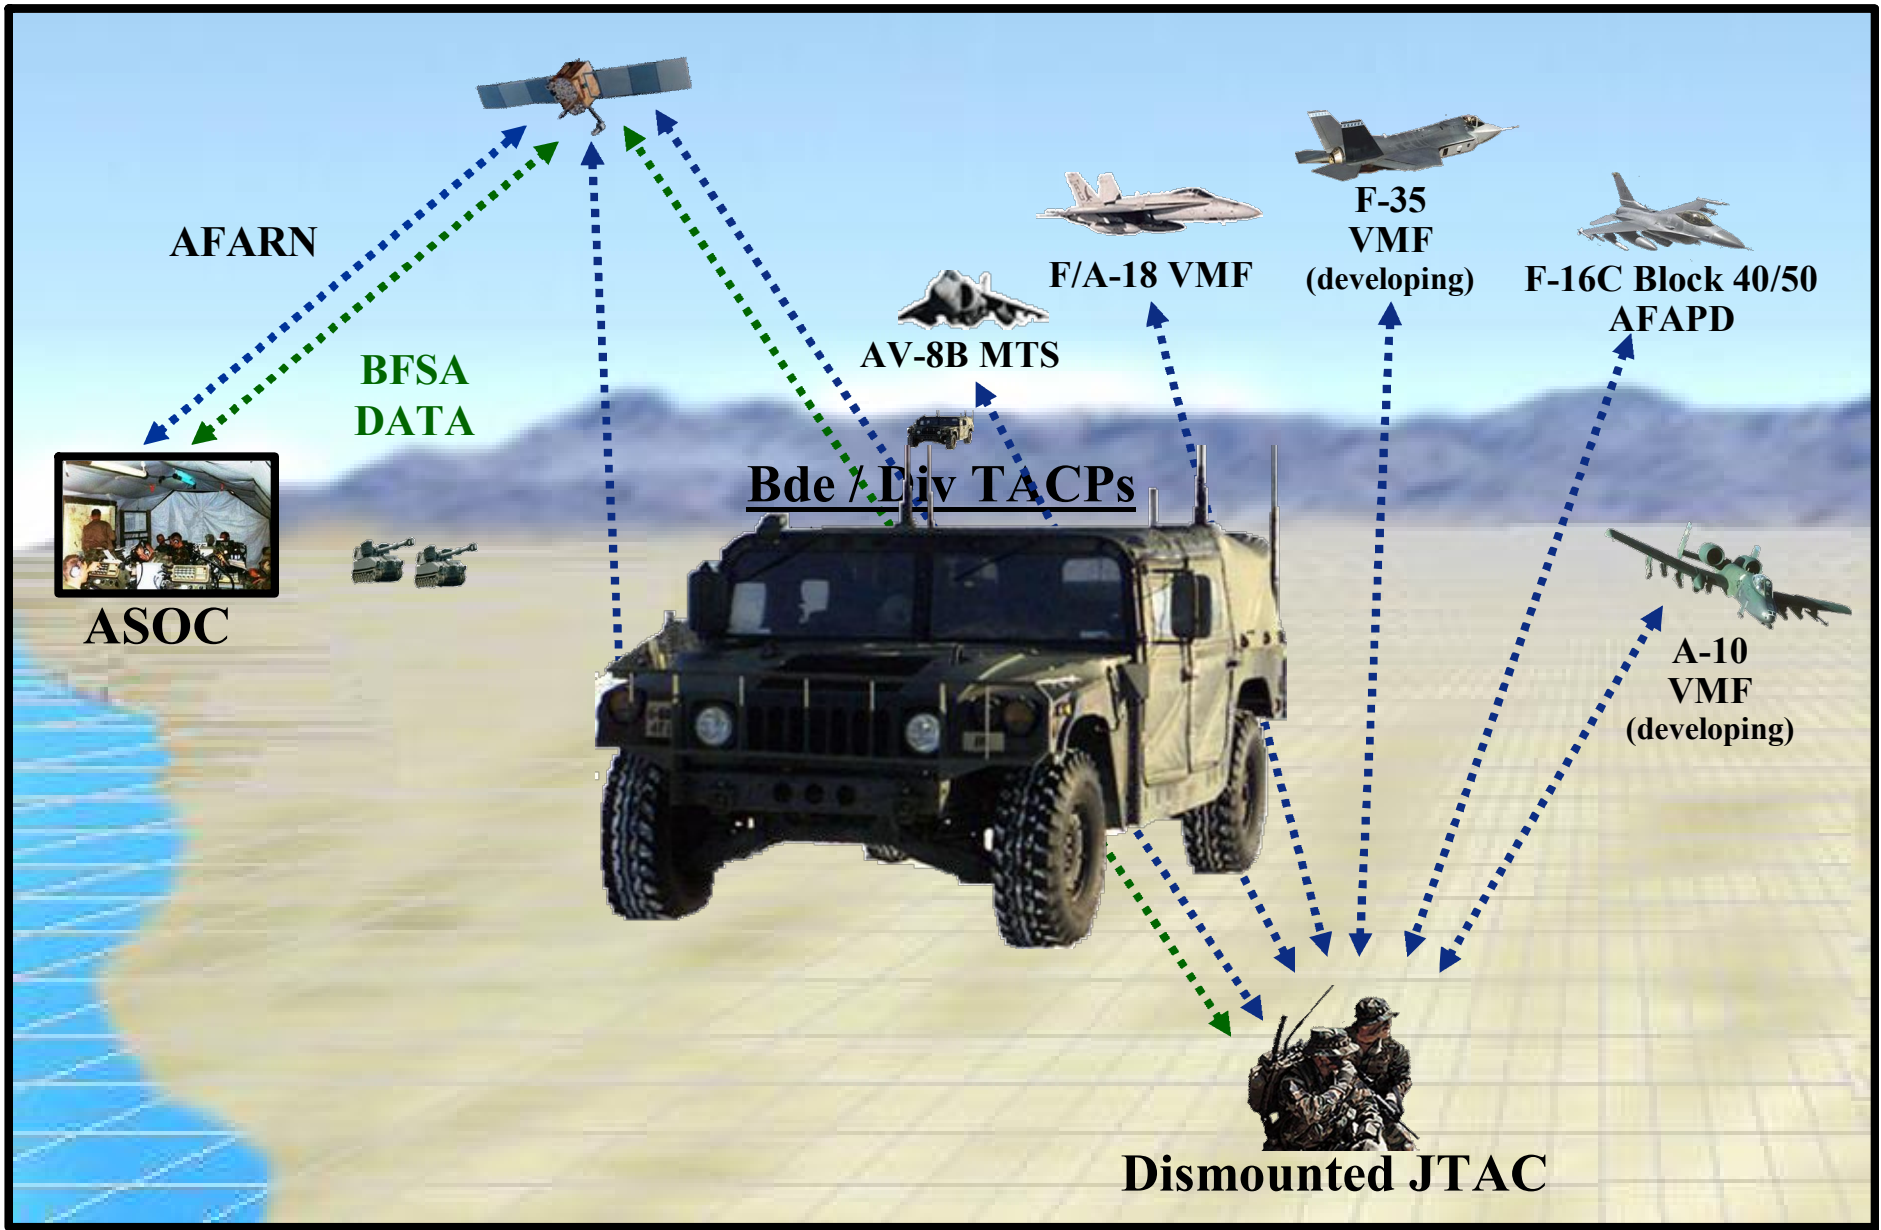 F-35
VMF
(developing)
AFARN
F/A-18 VMF
F-16C Block 40/50
AFAPD
AV-8B MTS
BFSA
DATA
Bde / Div TACPs
ASOC
A-10
VMF
(developing)
Dismounted JTAC